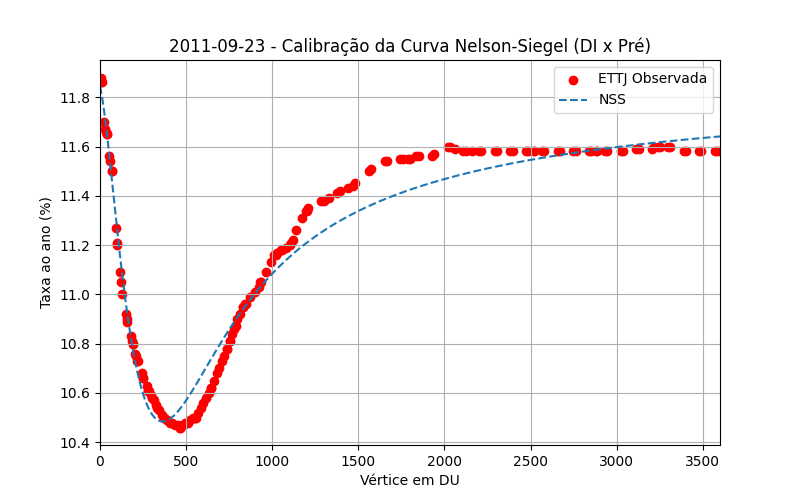 2011-09-23 - Calibração da Curva Nelson-Siegel (DI x Pré)
ETTJ Observada
NSS
Taxa ao ano (%)
11.8
11.6
11.4
11.2
11.0
10.8
10.6
10.4
0 500 1000 1500 2000 2500 3000 3500
Vértice em DU